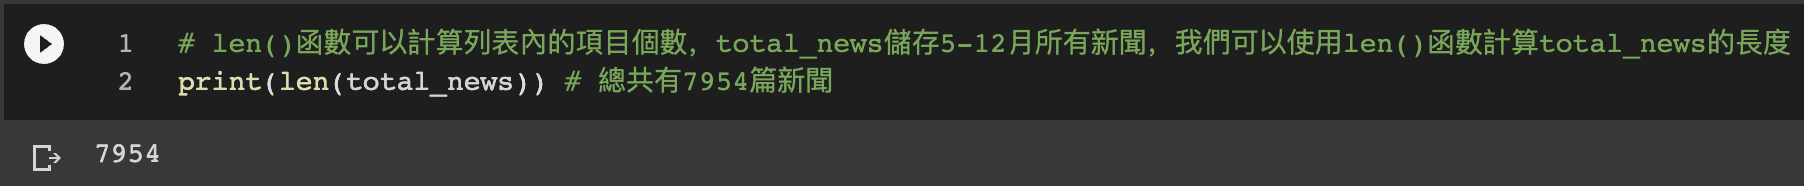 1 # len()函數可以計算列表內的項目個數，total_news儲存5-12月所有新聞，我們可以使用len()函數計算total_news的長度
2 print(len(total_news)) # 總共有7954篇新聞
7954